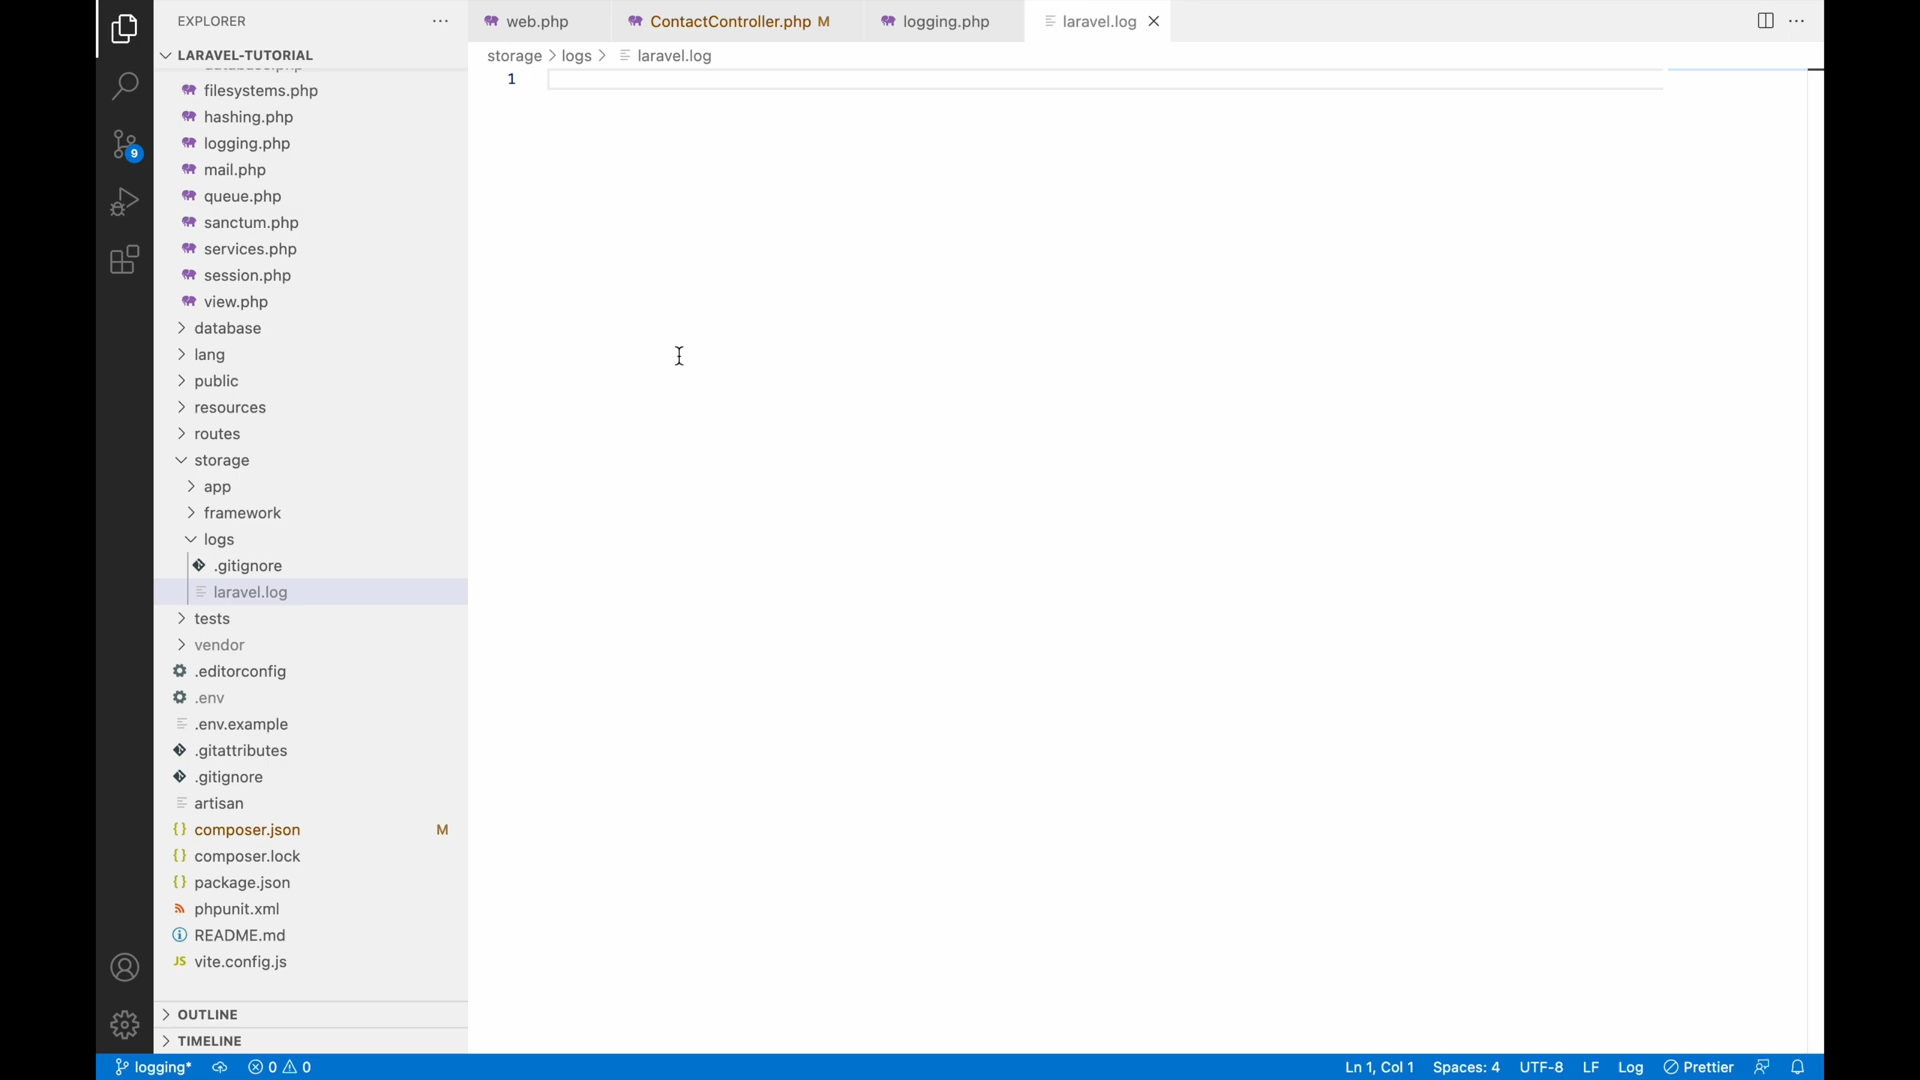 EXPLORER
web.php
ContactController.php M
logging.php
laravel.log
LARAVEL-TUTORIAL
storage > logs > laravel.log
1
filesystems.php
hashing.php
logging.php
9
mail.php
queue.php
sanctum.php
services.php
session.php
view.php
database
lang
public
resources
routes
storage
app
framework
logs
.gitignore
laravel.log
tests
vendor
.editorconfig
.env
.env.example
.gitattributes
.gitignore
artisan
{} composer.json M
{} composer.lock
{} package.json
phpunit.xml
README.md
JS vite.config.js
OUTLINE
TIMELINE
logging* 0 0 Ln 1, Col 1 Spaces: 4 UTF-8 LF Log Prettier